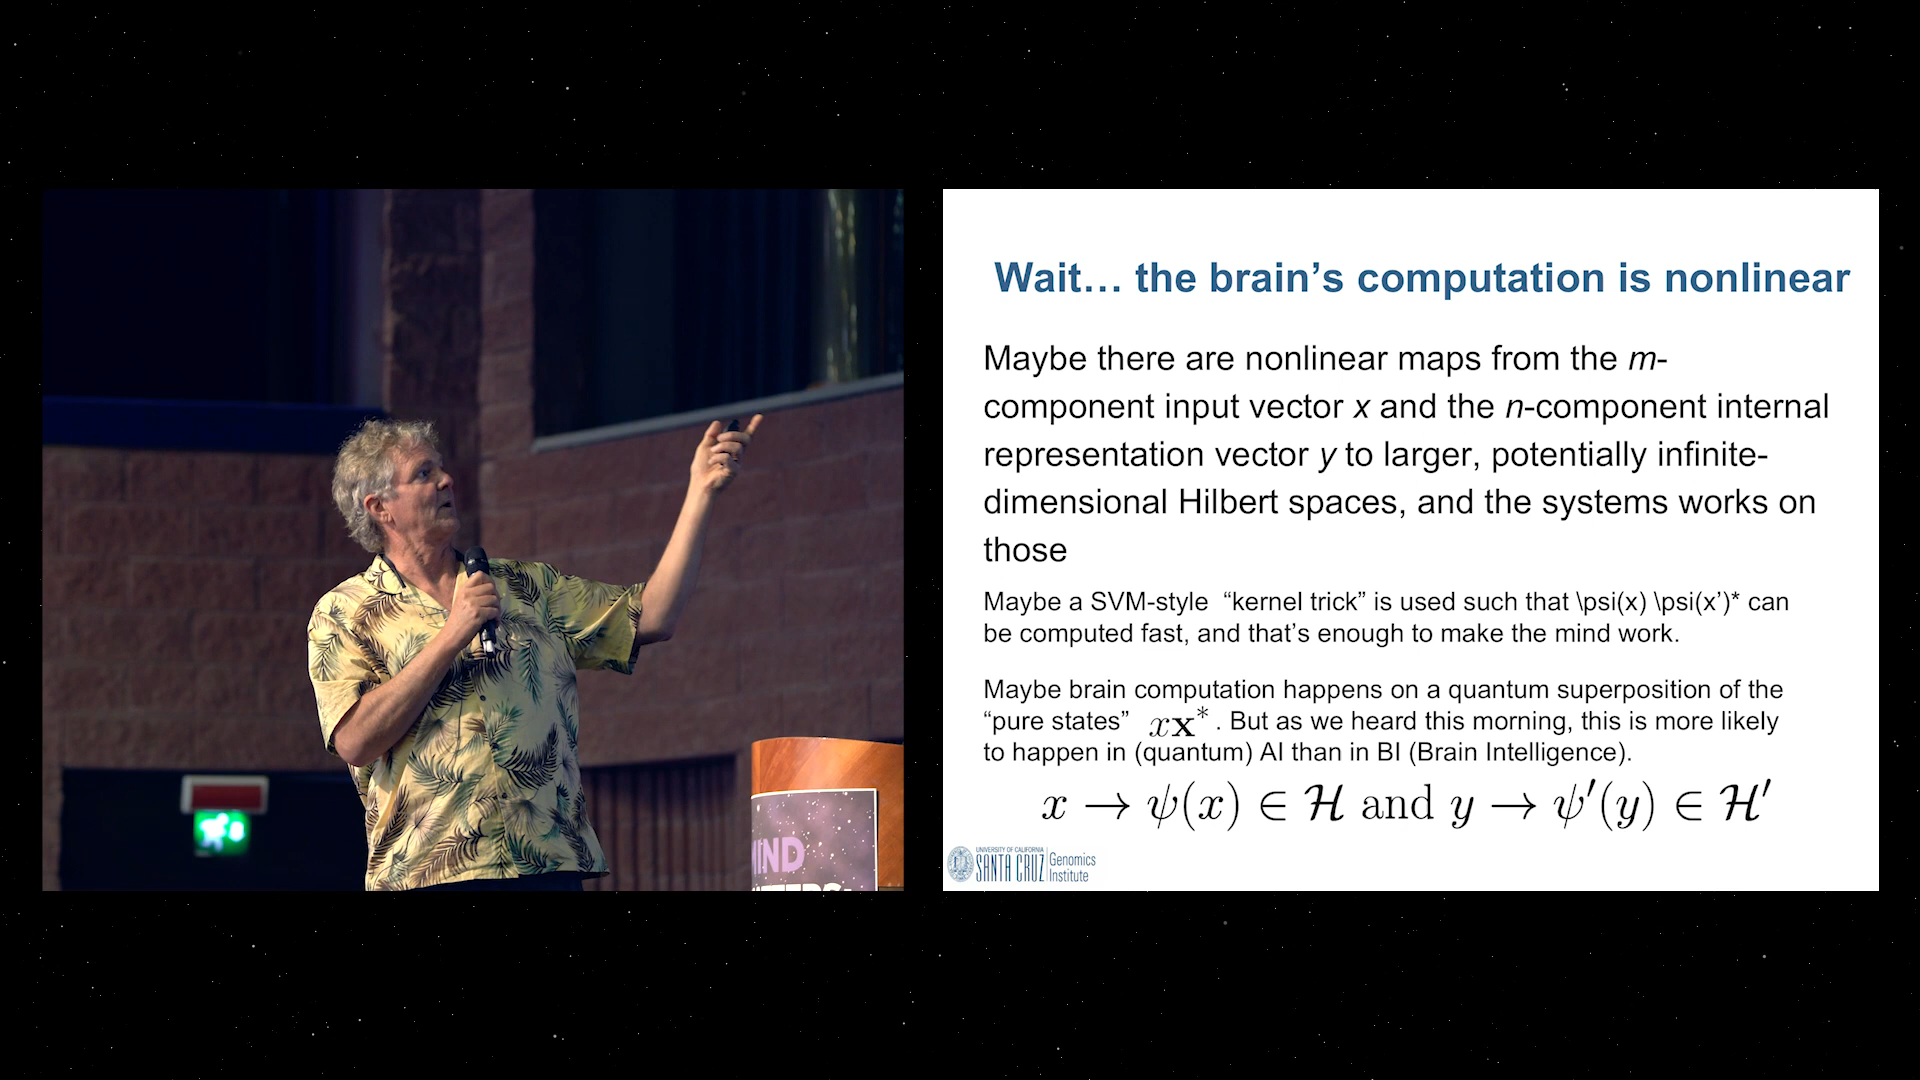 Wait… the brain’s computation is nonlinear
Maybe there are nonlinear maps from the m-
component input vector x and the n-component internal
representation vector y to larger, potentially infinite-
dimensional Hilbert spaces, and the systems works on
those
Maybe a SVM-style “kernel trick” is used such that \psi(x) \psi(x’)* can
be computed fast, and that’s enough to make the mind work.
Maybe brain computation happens on a quantum superposition of the
“pure states” xx*. But as we heard this morning, this is more likely
to happen in (quantum) AI than in BI (Brain Intelligence).
x → ψ(x) ∈ ℋ and y → ψ′(y) ∈ ℋ′
UNIVERSITY OF CALIFORNIA
SANTA CRUZ
Genomics
Institute